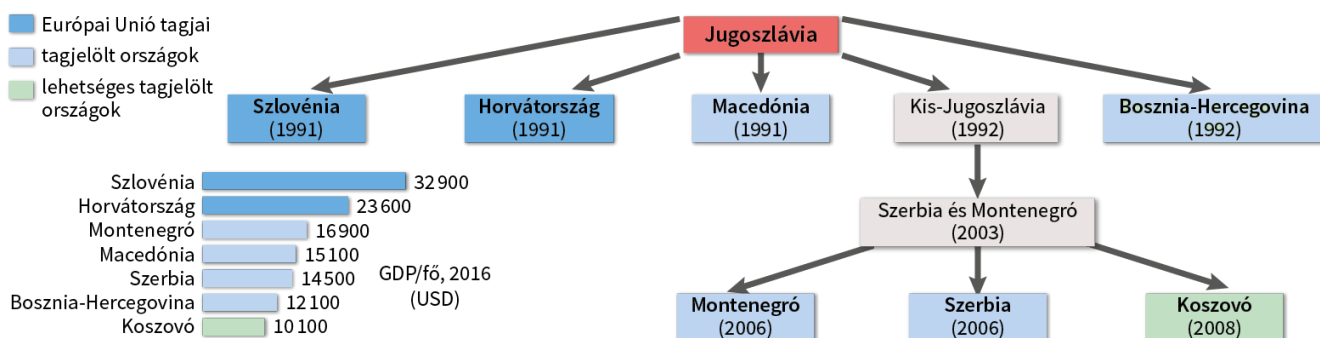 Európai Unió tagjai
tagjelölt országok
lehetséges tagjelölt
országok
Jugoszlávia
Szlovénia
(1991)
Horvátország
(1991)
Macedónia
(1991)
Kis-Jugoszlávia
(1992)
Bosznia-Hercegovina
(1992)
Szerbia és Montenegró
(2003)
Montenegró
(2006)
Szerbia
(2006)
Koszovó
(2008)
Szlovénia 32 900
Horvátország 23 600
Montenegró 16 900
Macedónia 15 100
Szerbia 14 500
Bosznia-Hercegovina 12 100
Koszovó 10 100
GDP/fő, 2016
(USD)